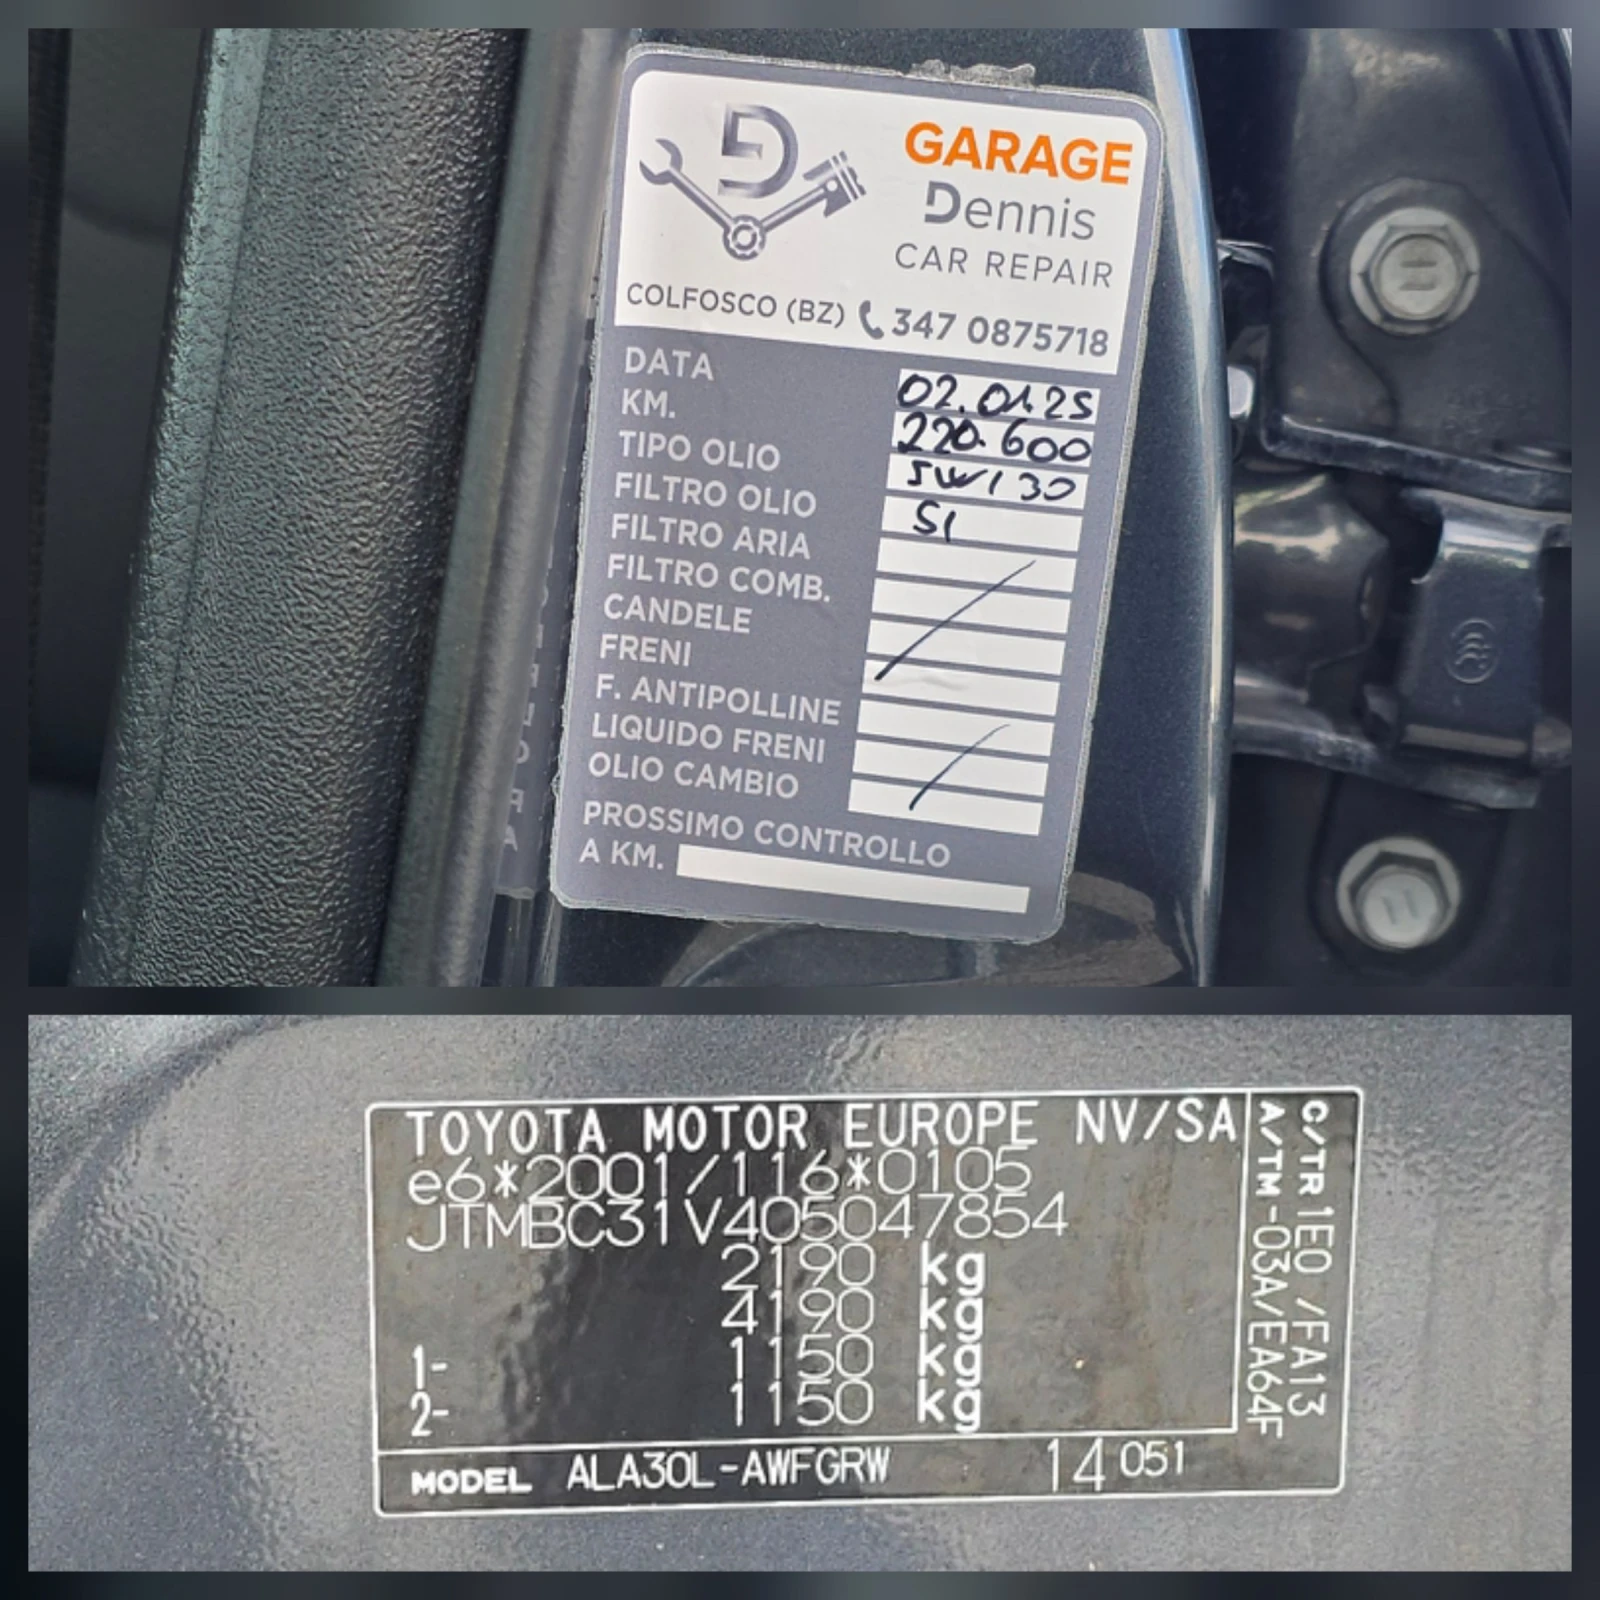 GARAGE
Dennis
CAR REPAIR
COLFOSCO (BZ) 347 0875718
DATA 02.01.25
KM. 220.600
TIPO OLIO 5W/30
FILTRO OLIO SI
FILTRO ARIA
FILTRO COMB.
CANDELE
FRENI
F. ANTIPOLLINE
LIQUIDO FRENI
OLIO CAMBIO
PROSSIMO CONTROLLO
A KM.
TOYOTA MOTOR EUROPE NV/SA
e6*2001/116*0105
JTMBC31V405047854
2190 kg
4190 kg
1- 1150 kg
2- 1150 kg
C/TR 1E0 /FA13
A/TM -03A/EA64F
MODEL ALA30L-AWFGRW 14 051